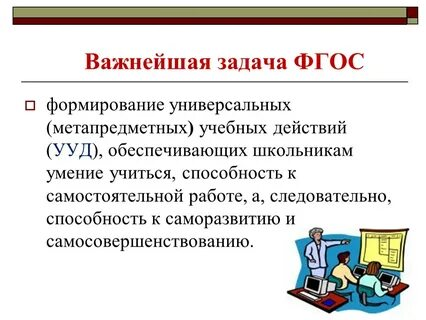 Важнейшая задача ФГОС
формирование универсальных
(метапредметных) учебных действий
(УУД), обеспечивающих школьникам
умение учиться, способность к
самостоятельной работе, а, следовательно,
способность к саморазвитию и
самосовершенствованию.